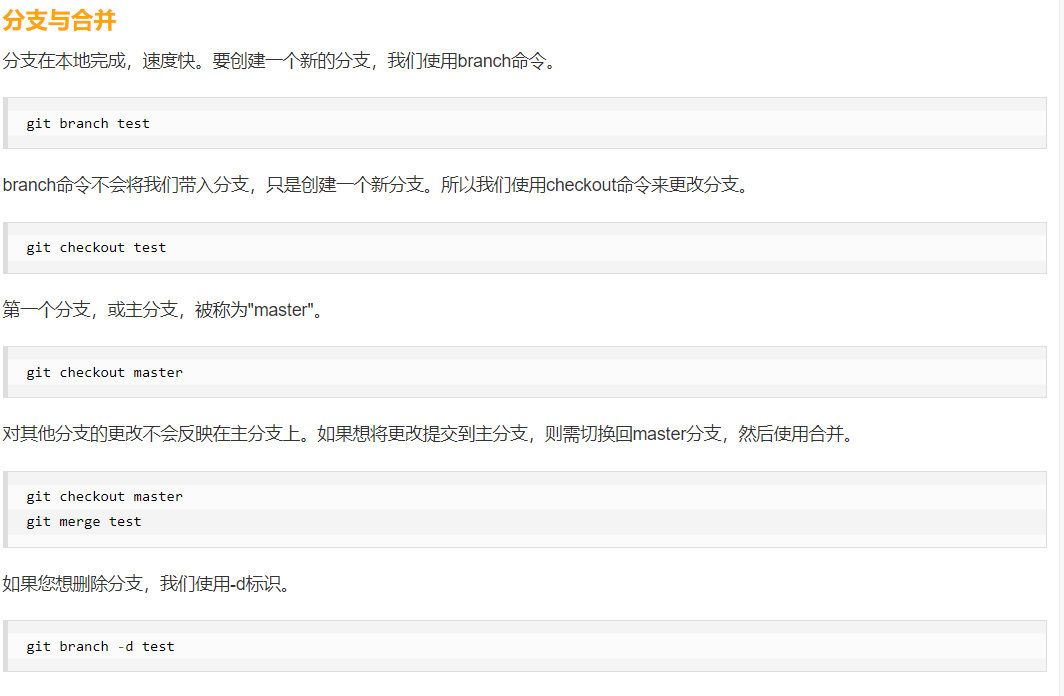 分支与合并
分支在本地完成，速度快。要创建一个新的分支，我们使用branch命令。
git branch test
branch命令不会将我们带入分支，只是创建一个新分支。所以我们使用checkout命令来更改分支。
git checkout test
第一个分支，或主分支，被称为"master"。
git checkout master
对其他分支的更改不会反映在主分支上。如果想将更改提交到主分支，则需切换回master分支，然后使用合并。
git checkout master
git merge test
如果您想删除分支，我们使用-d标识。
git branch -d test